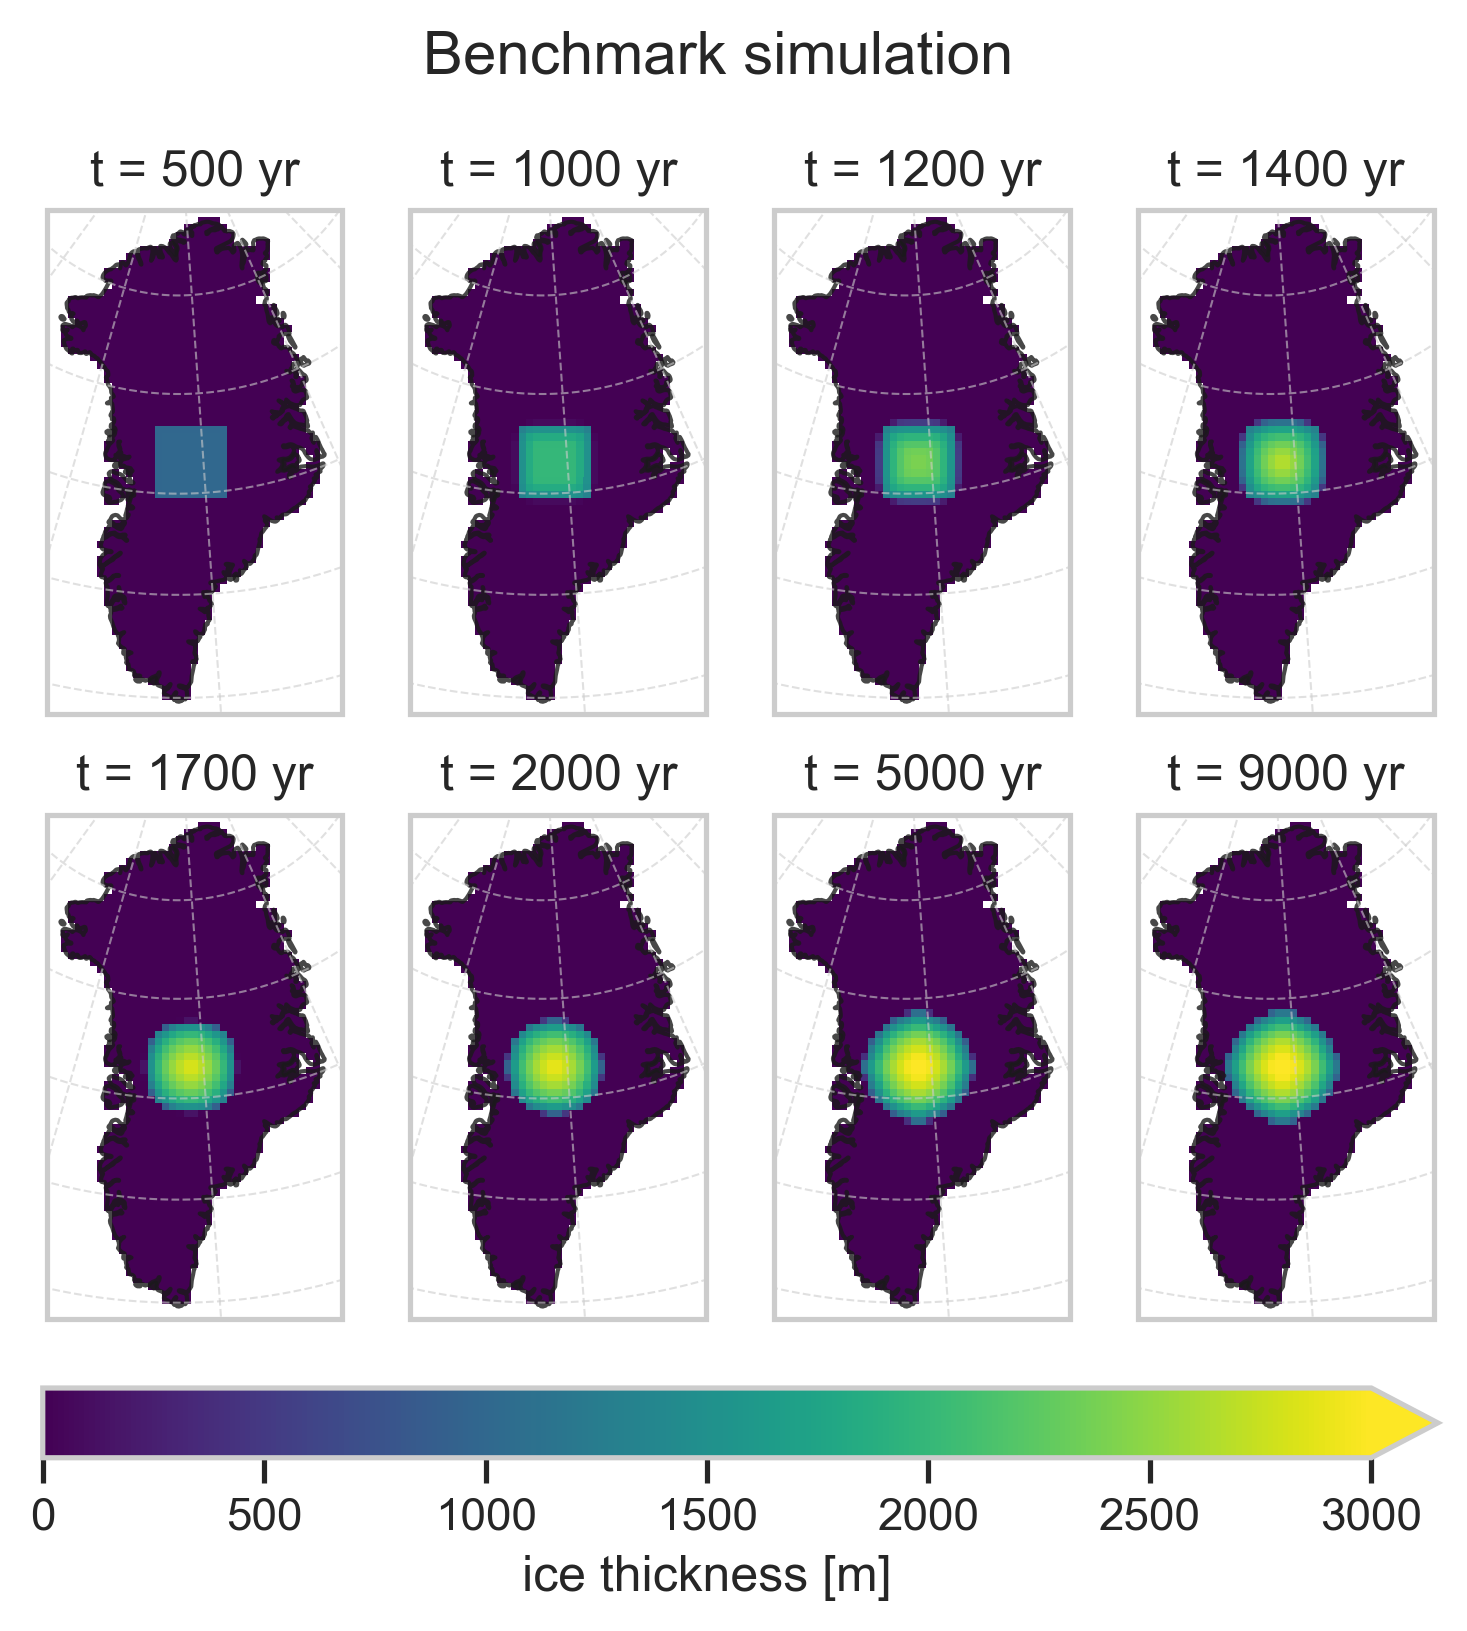 Benchmark simulation
t = 500 yr
t = 1000 yr
t = 1200 yr
t = 1400 yr
t = 1700 yr
t = 2000 yr
t = 5000 yr
t = 9000 yr
0 500 1000 1500 2000 2500 3000
ice thickness [m]